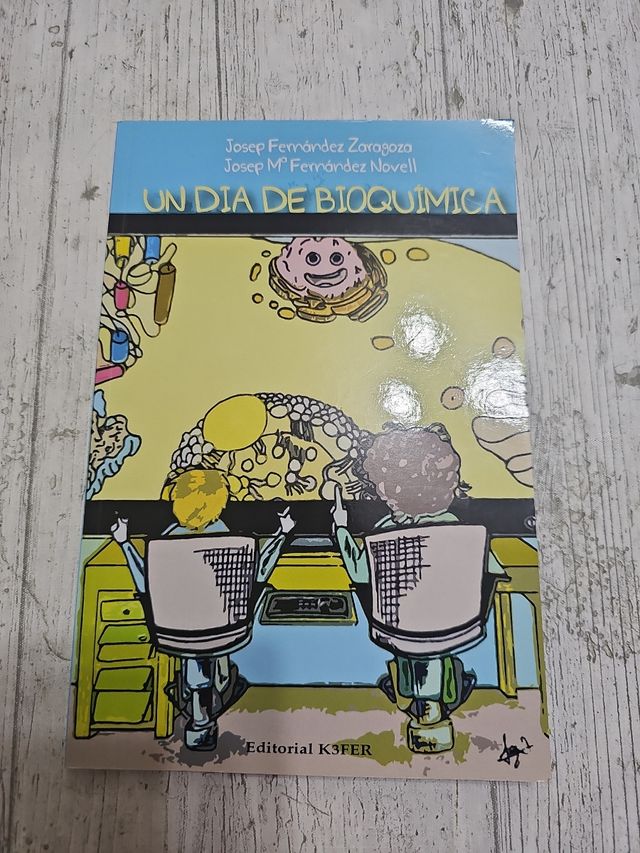 Josep Fernández Zaragoza
Josep Mª Fernández Novell
UN DIA DE BIOQUÍMICA
Editorial K3FER